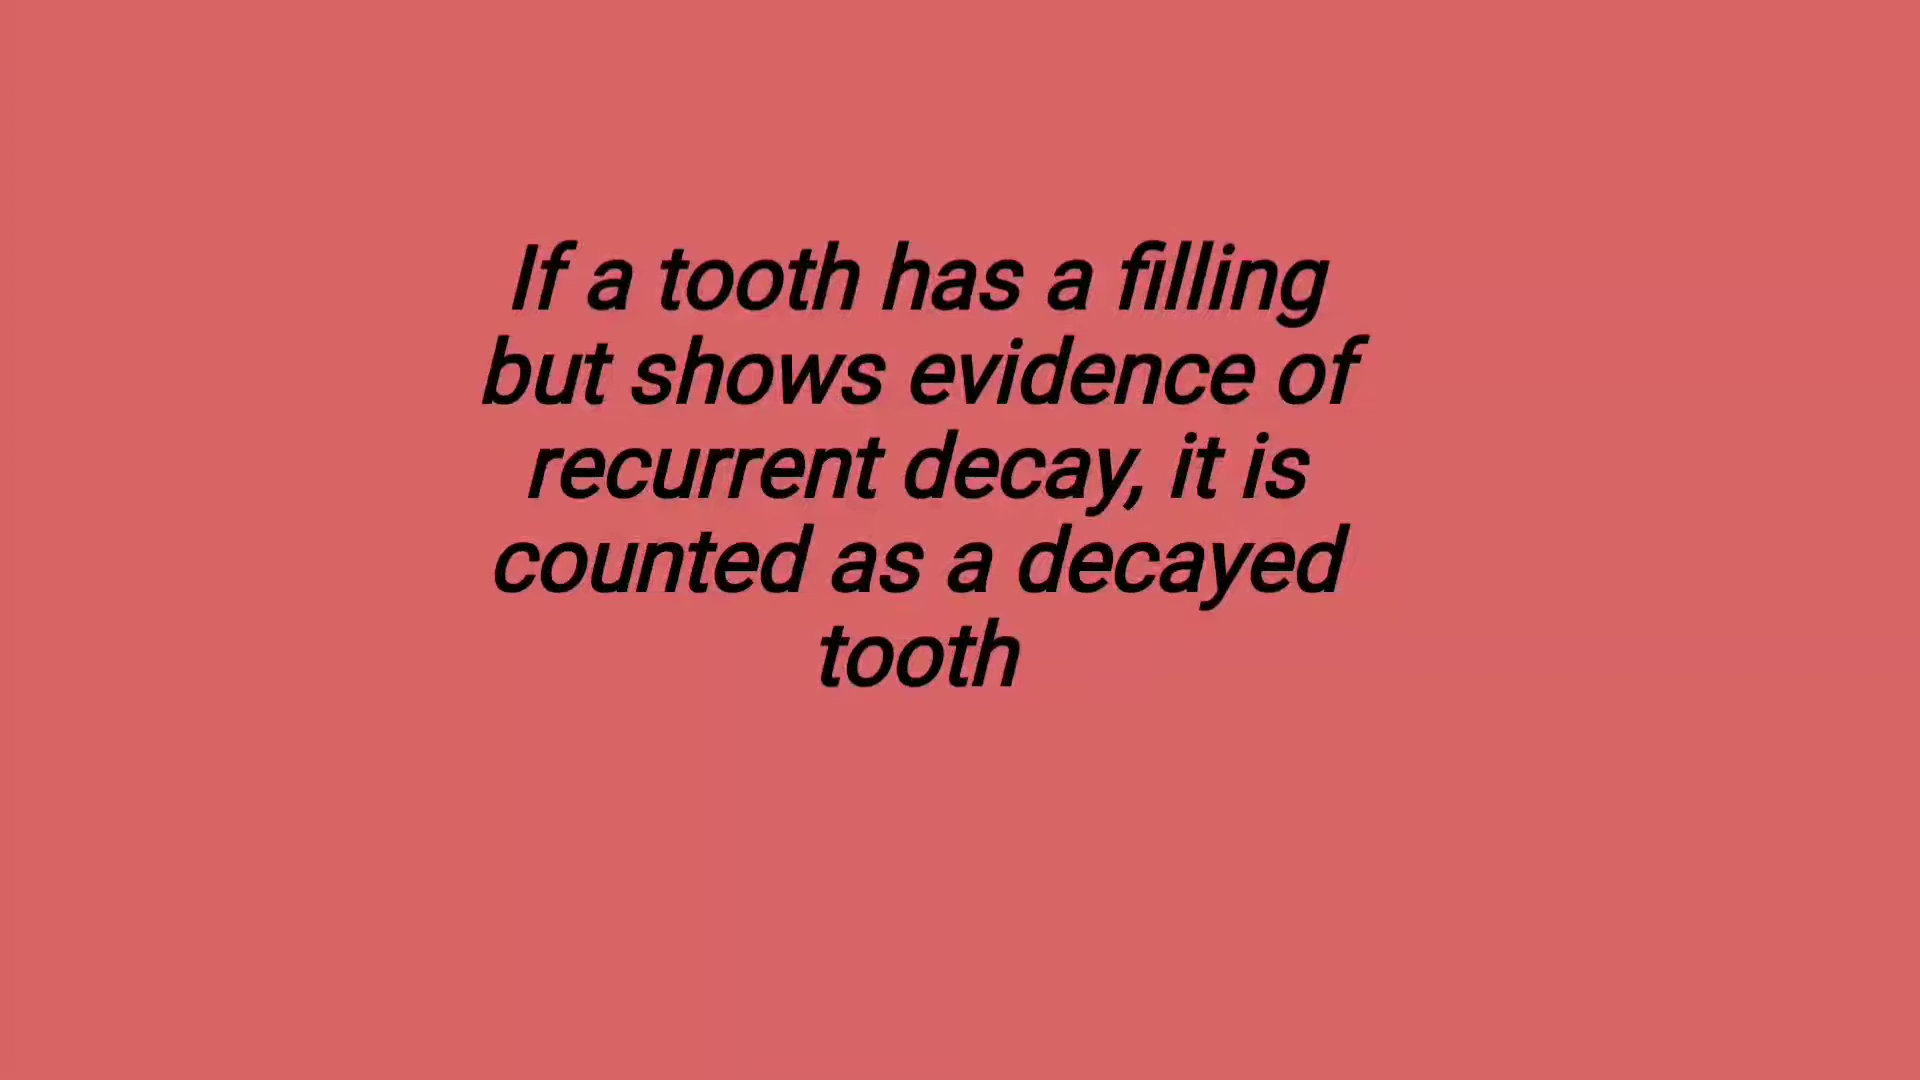 If a tooth has a filling
but shows evidence of
recurrent decay, it is
counted as a decayed
tooth